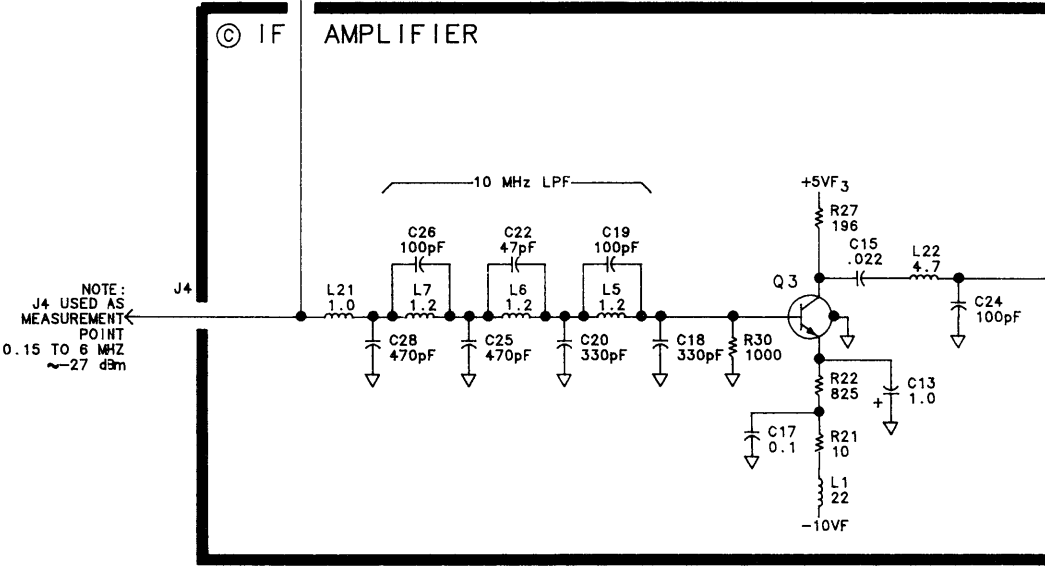 © IF AMPLIFIER
10 MHz LPF
C26
100pF
C22
47pF
C19
100pF
+5VF3
R27
196
C15
.022
L22
4.7
NOTE:
J4 USED AS
MEASUREMENT
POINT
0.15 TO 6 MHZ
~-27 dBm
J4
L21
1.0
L7
1.2
L6
1.2
L5
1.2
Q3
C24
100pF
C28
470pF
C25
470pF
C20
330pF
C18
330pF
R30
1000
R22
825
C13
1.0
+
C17
0.1
R21
10
L1
22
-10VF